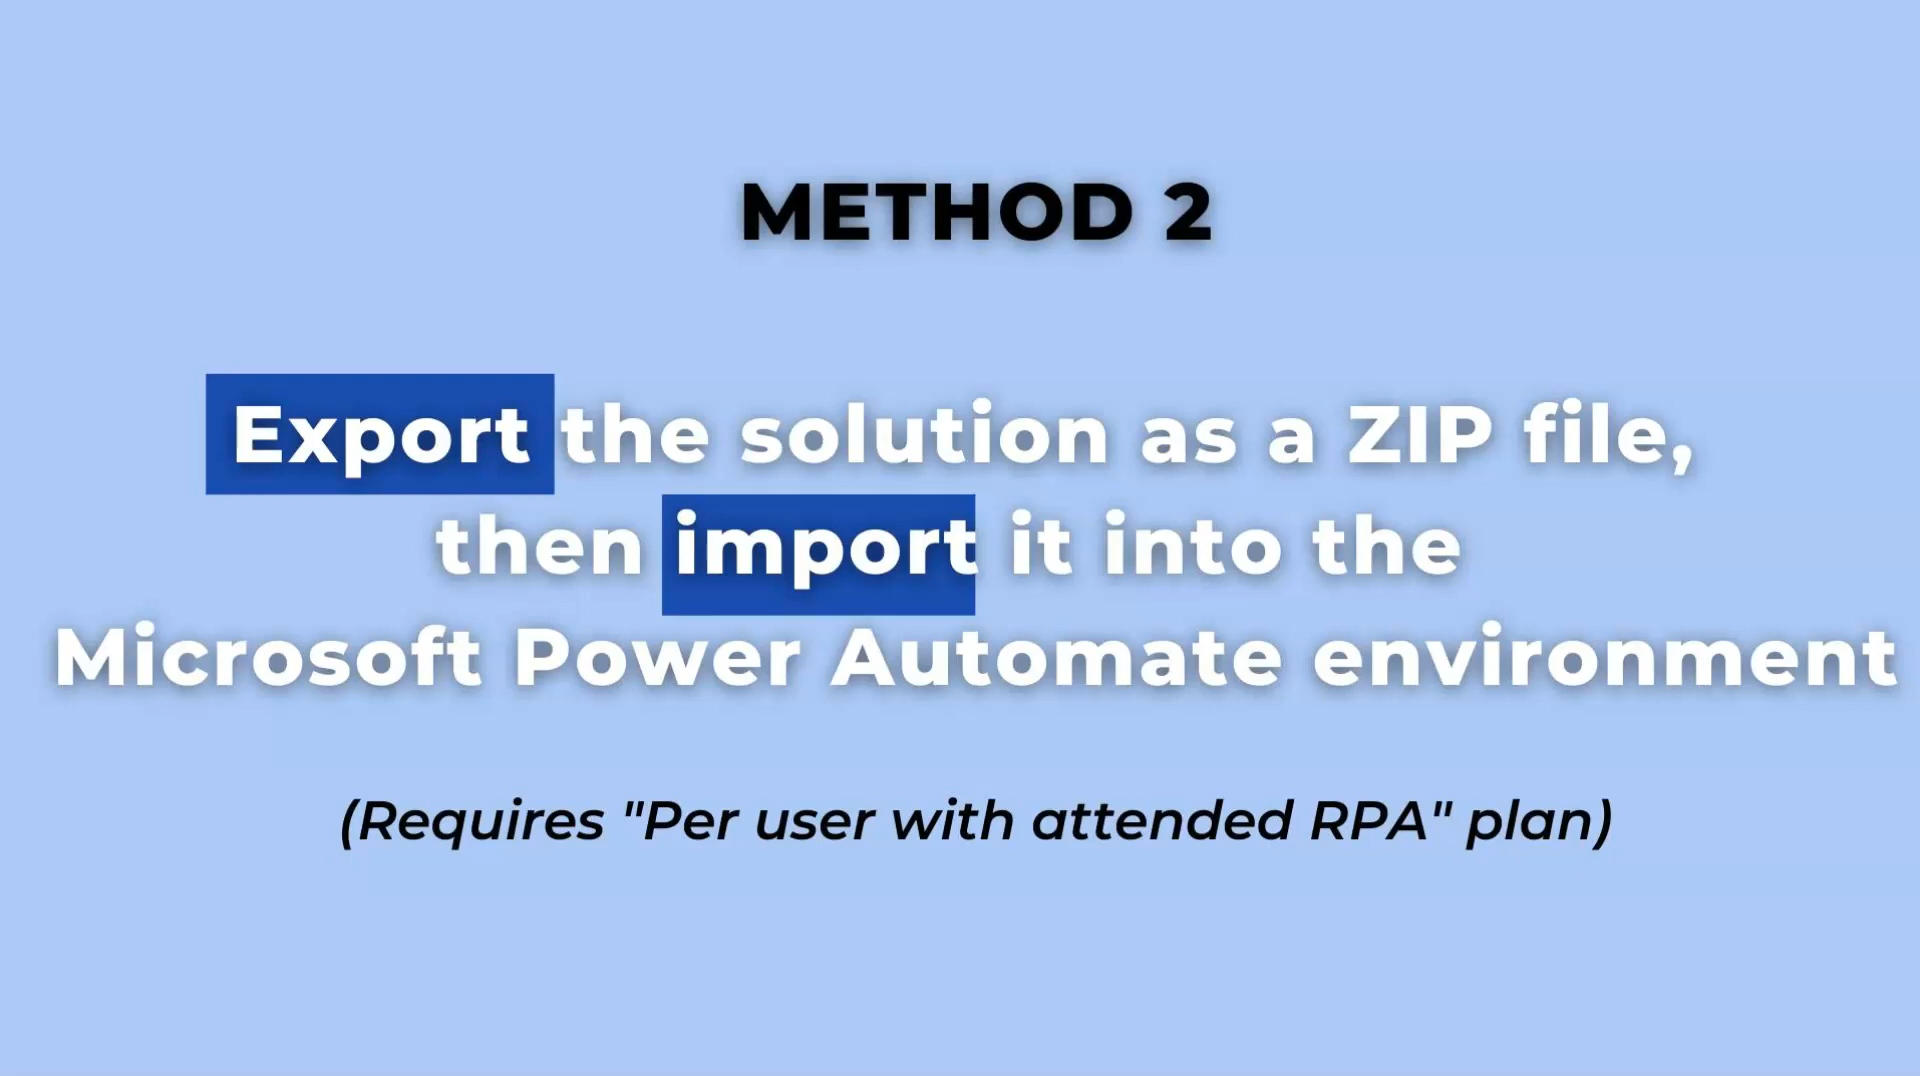 METHOD 2
Export the solution as a ZIP file,
then import it into the
Microsoft Power Automate environment
(Requires "Per user with attended RPA" plan)